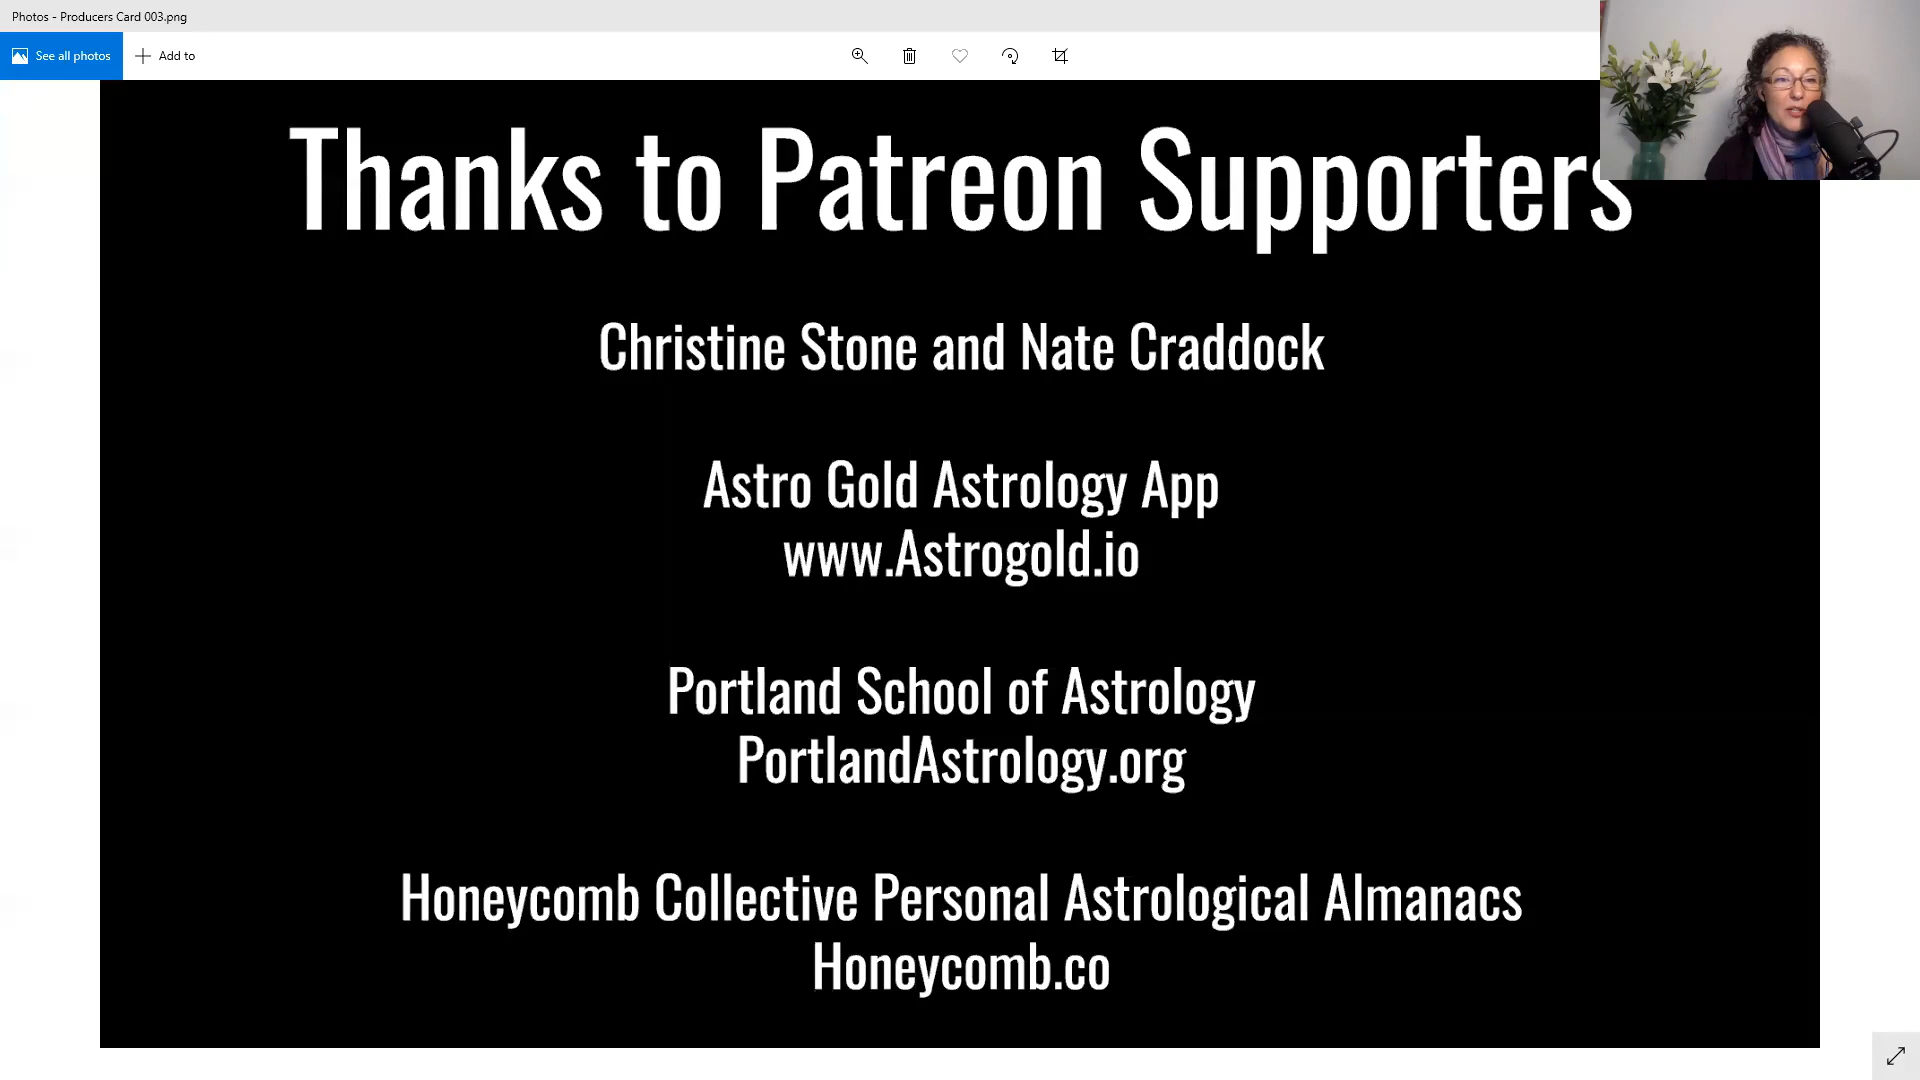 Photos - Producers Card 003.png
See all photos
Add to
Thanks to Patreon Supporters
Christine Stone and Nate Craddock
Astro Gold Astrology App
www.Astrogold.io
Portland School of Astrology
PortlandAstrology.org
Honeycomb Collective Personal Astrological Almanacs
Honeycomb.co